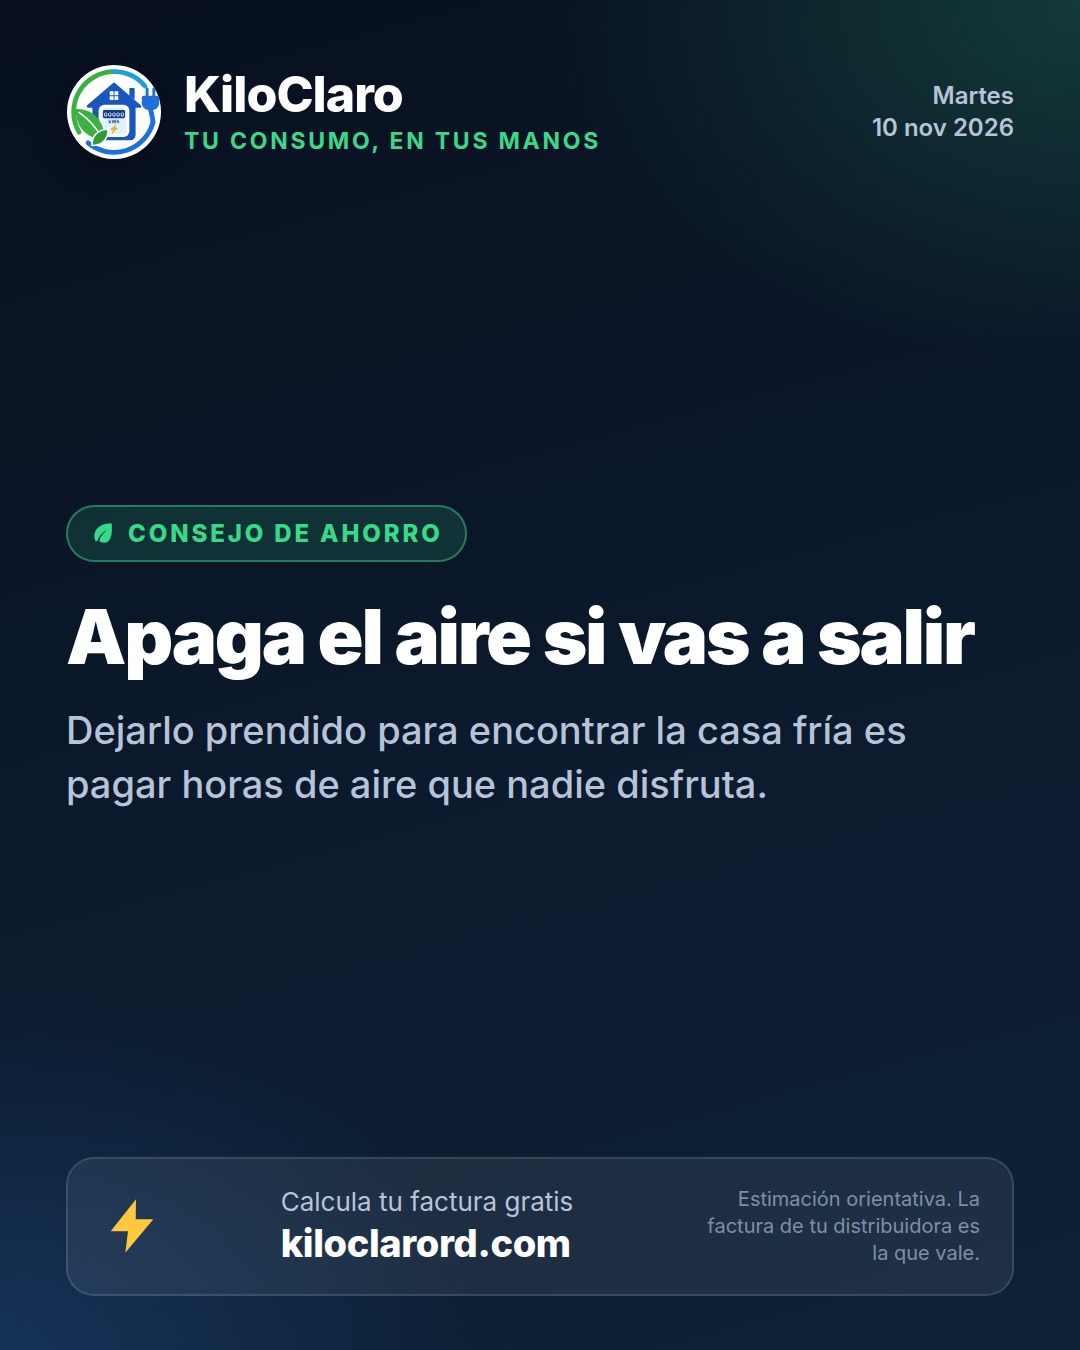 KiloClaro
TU CONSUMO, EN TUS MANOS
Martes
10 nov 2026
CONSEJO DE AHORRO
Apaga el aire si vas a salir
Dejarlo prendido para encontrar la casa fría es
pagar horas de aire que nadie disfruta.
Calcula tu factura gratis
kiloclarord.com
Estimación orientativa. La
factura de tu distribuidora es
la que vale.